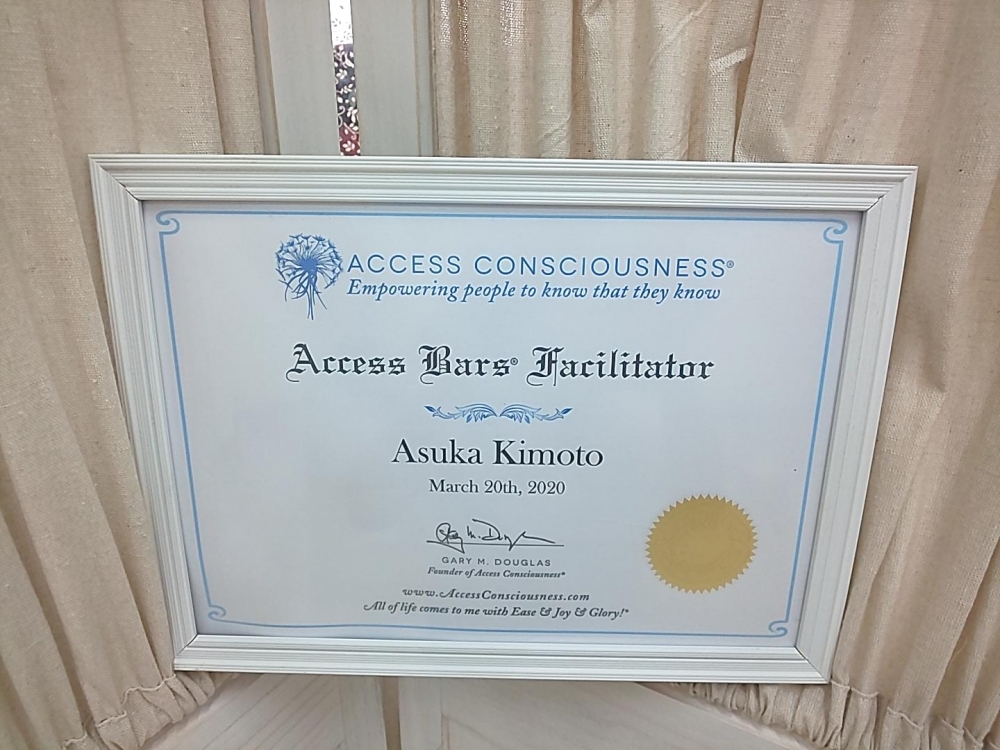 ACCESS CONSCIOUSNESS®
Empowering people to know that they know
Access Bars® Facilitator
Asuka Kimoto
March 20th, 2020
GARY M. DOUGLAS
Founder of Access Consciousness®
www.AccessConsciousness.com
All of life comes to me with Ease & Joy & Glory!®